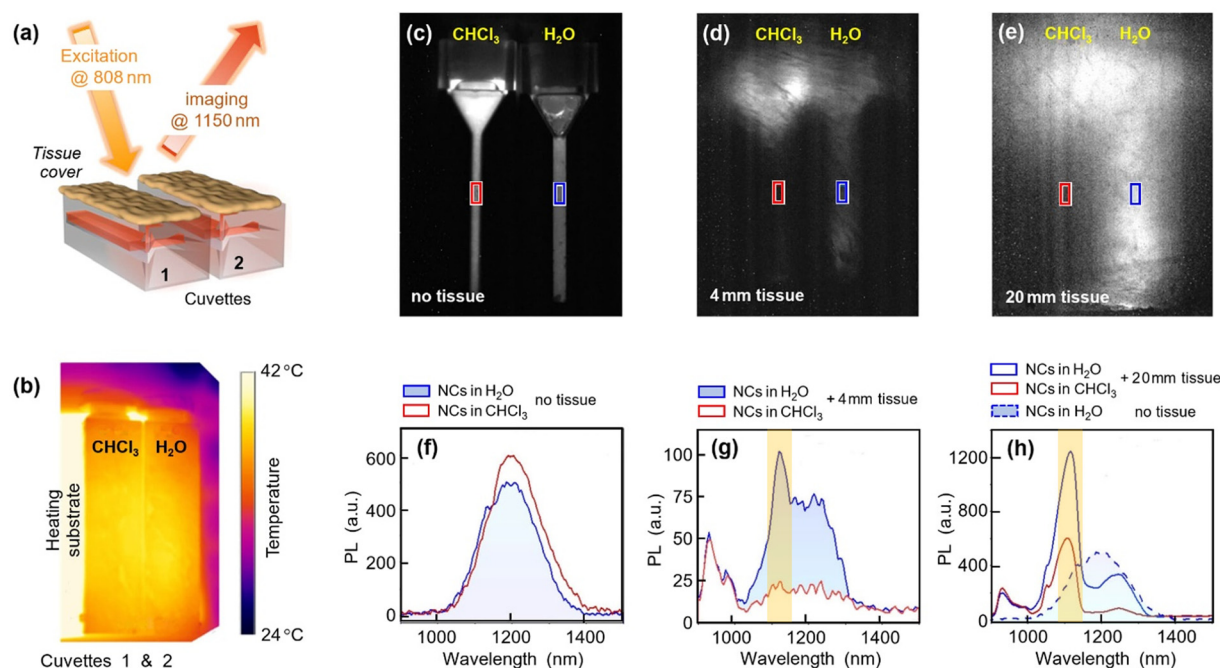 (a)
Excitation
@ 808 nm
imaging
@ 1150 nm
Tissue
cover
1
2
Cuvettes
(b)
42 °C
CHCl₃
H₂O
Heating
substrate
Temperature
24 °C
Cuvettes 1 & 2
(c)
CHCl₃
H₂O
no tissue
(d)
CHCl₃
H₂O
4 mm tissue
(e)
CHCl₃
H₂O
20 mm tissue
NCs in H₂O
NCs in CHCl₃
no tissue
(f)
600
400
200
0
PL (a.u.)
1000 1200 1400
Wavelength (nm)
NCs in H₂O
NCs in CHCl₃
+ 4mm tissue
(g)
100
75
50
25
0
PL (a.u.)
1000 1200 1400
Wavelength (nm)
NCs in H₂O
NCs in CHCl₃
+ 20mm tissue
NCs in H₂O
no tissue
(h)
1200
800
400
0
PL (a.u.)
1000 1200 1400
Wavelength (nm)